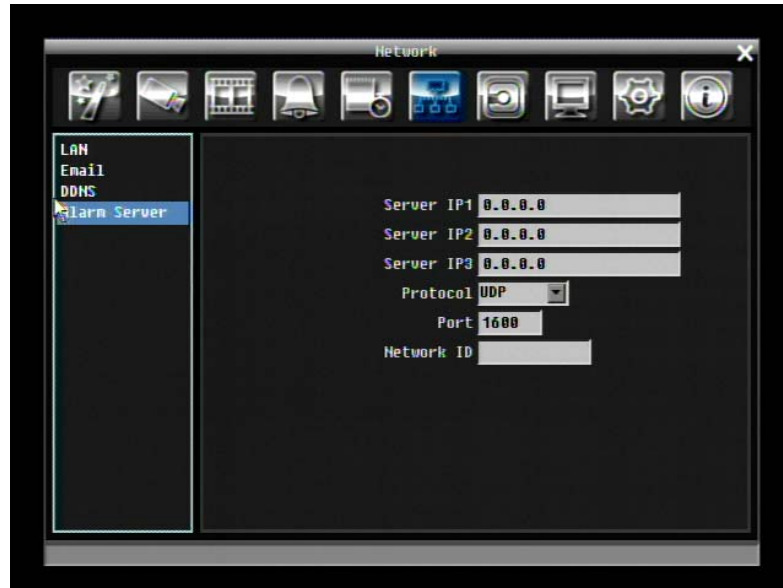 Network
LAN
Email
DDNS
Alarm Server
Server IP1 0.0.0.0
Server IP2 0.0.0.0
Server IP3 0.0.0.0
Protocol UDP
Port 1600
Network ID